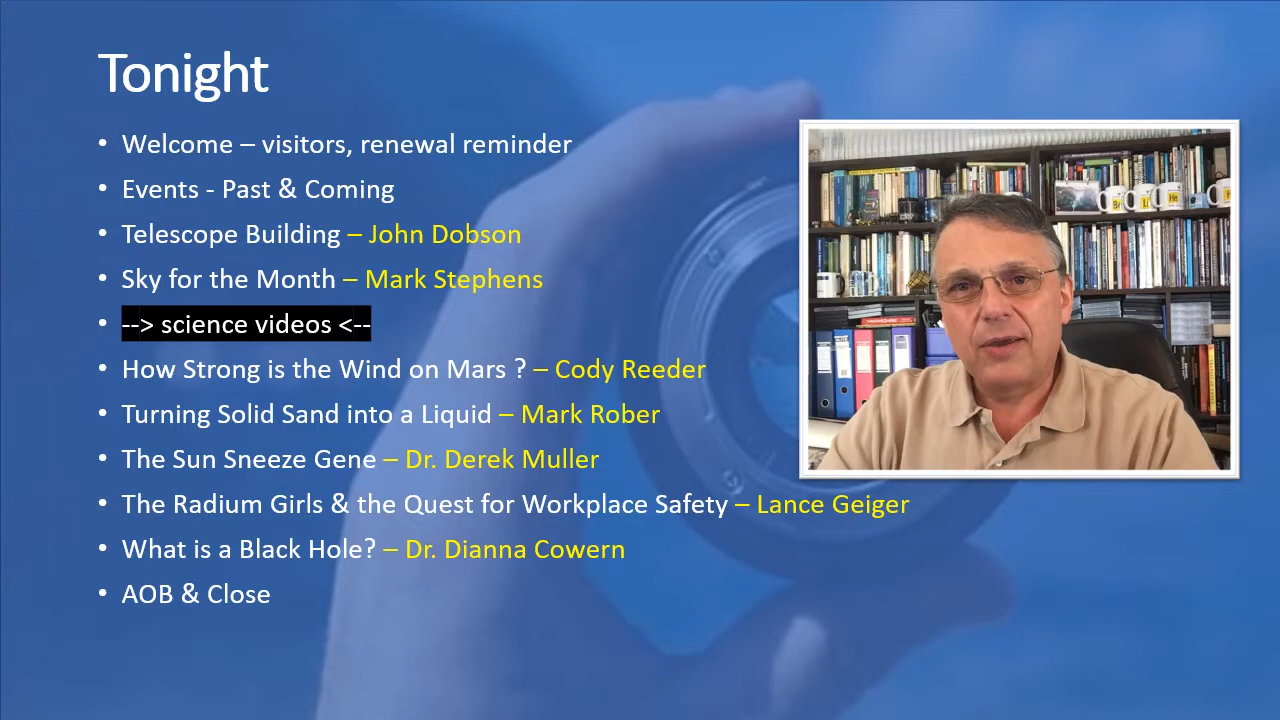 Tonight
• Welcome – visitors, renewal reminder
• Events - Past & Coming
• Telescope Building – John Dobson
• Sky for the Month – Mark Stephens
• --> science videos <--
• How Strong is the Wind on Mars ? – Cody Reeder
• Turning Solid Sand into a Liquid – Mark Rober
• The Sun Sneeze Gene – Dr. Derek Muller
• The Radium Girls & the Quest for Workplace Safety – Lance Geiger
• What is a Black Hole? – Dr. Dianna Cowern
• AOB & Close
Li
He